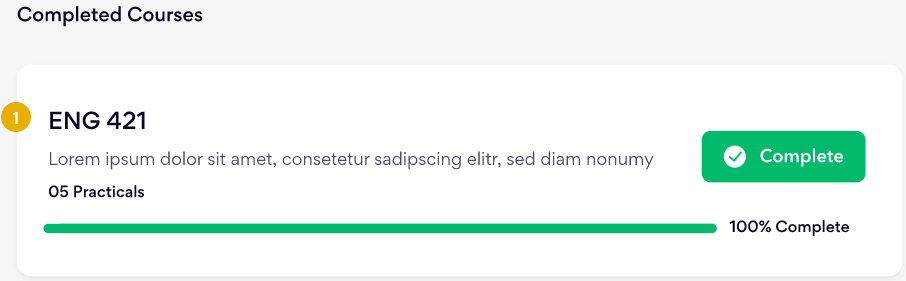 Completed Courses
1
ENG 421
Lorem ipsum dolor sit amet, consetetur sadipscing elitr, sed diam nonumy
Complete
05 Practicals
100% Complete